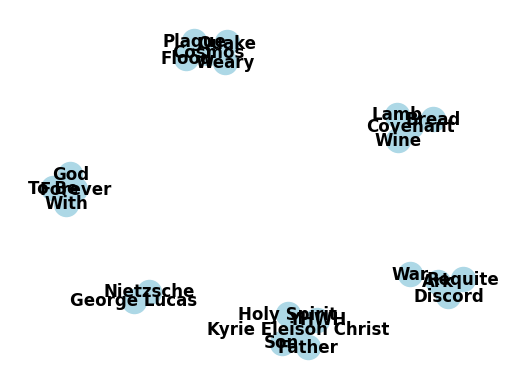 Plague
Quake
Cosmos
Flood
Weary
Lamb
Bread
Covenant
Wine
God
To Be
Forever
With
War
Requite
Ark
Discord
Nietzsche
George Lucas
Holy Spirit
YHWH
Kyrie Eleison Christ
Son
Father